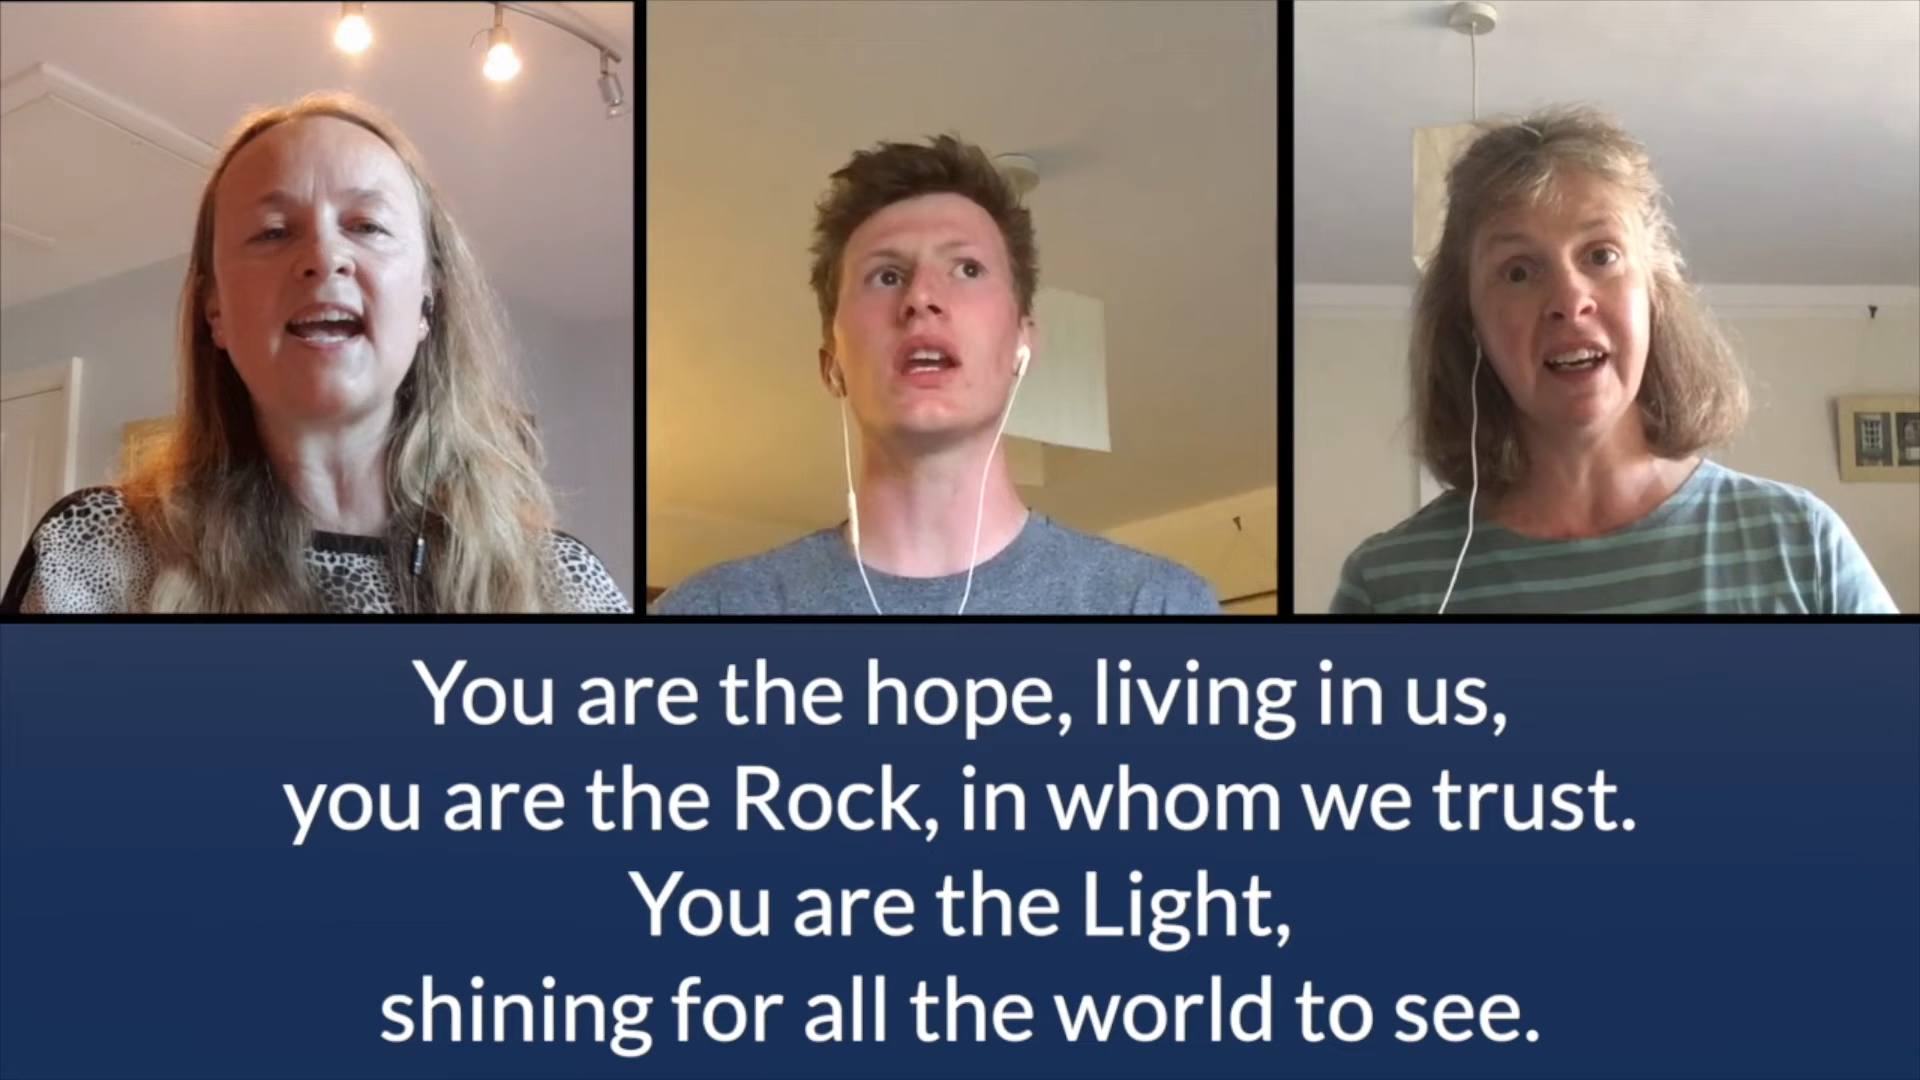 You are the hope, living in us,
you are the Rock, in whom we trust.
You are the Light,
shining for all the world to see.